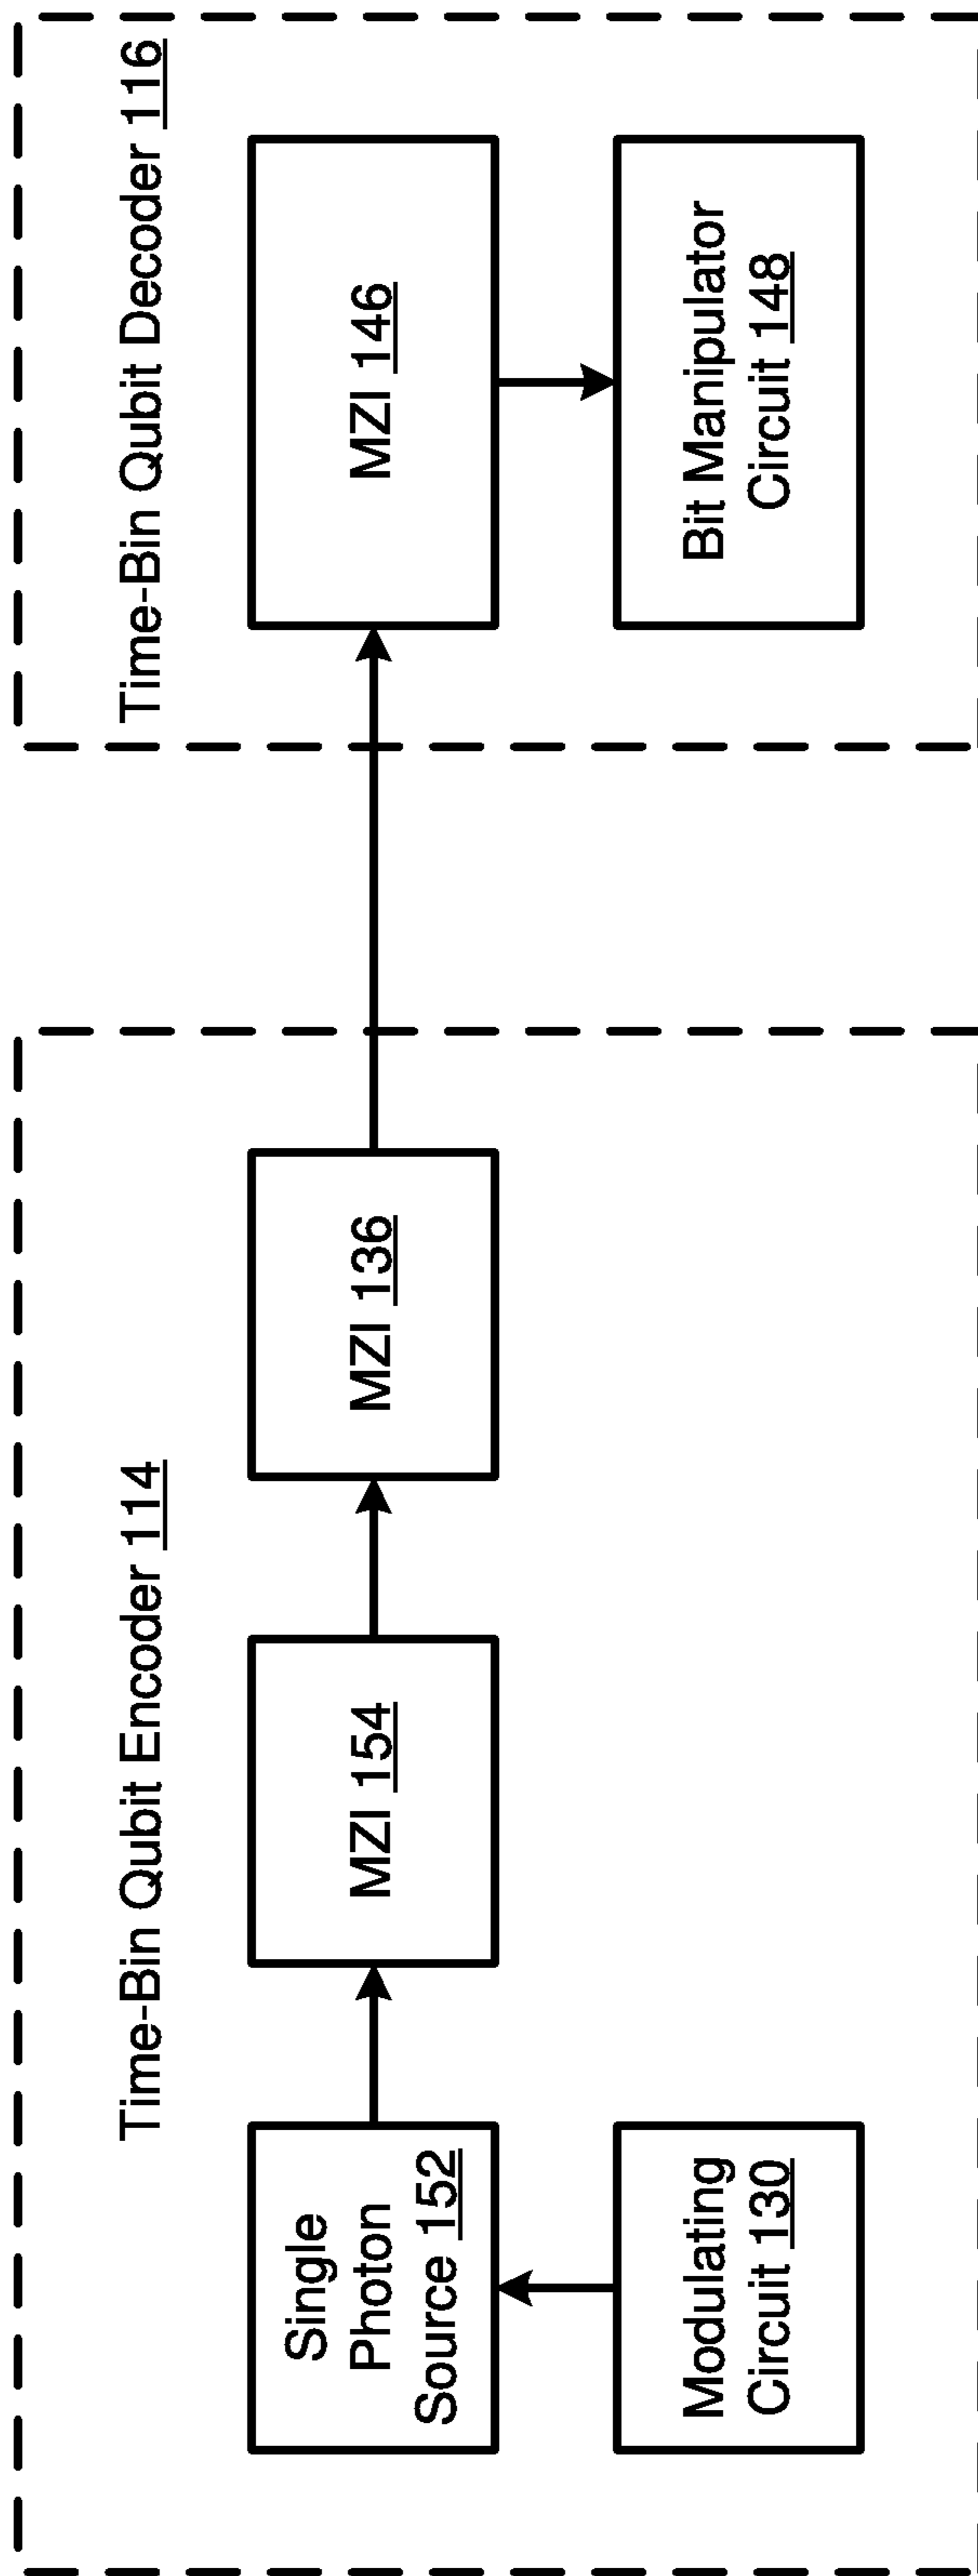 Time-Bin Qubit Encoder 114
Single
Photon
Source 152
MZI 154
MZI 136
Modulating
Circuit 130
Time-Bin Qubit Decoder 116
MZI 146
Bit Manipulator
Circuit 148